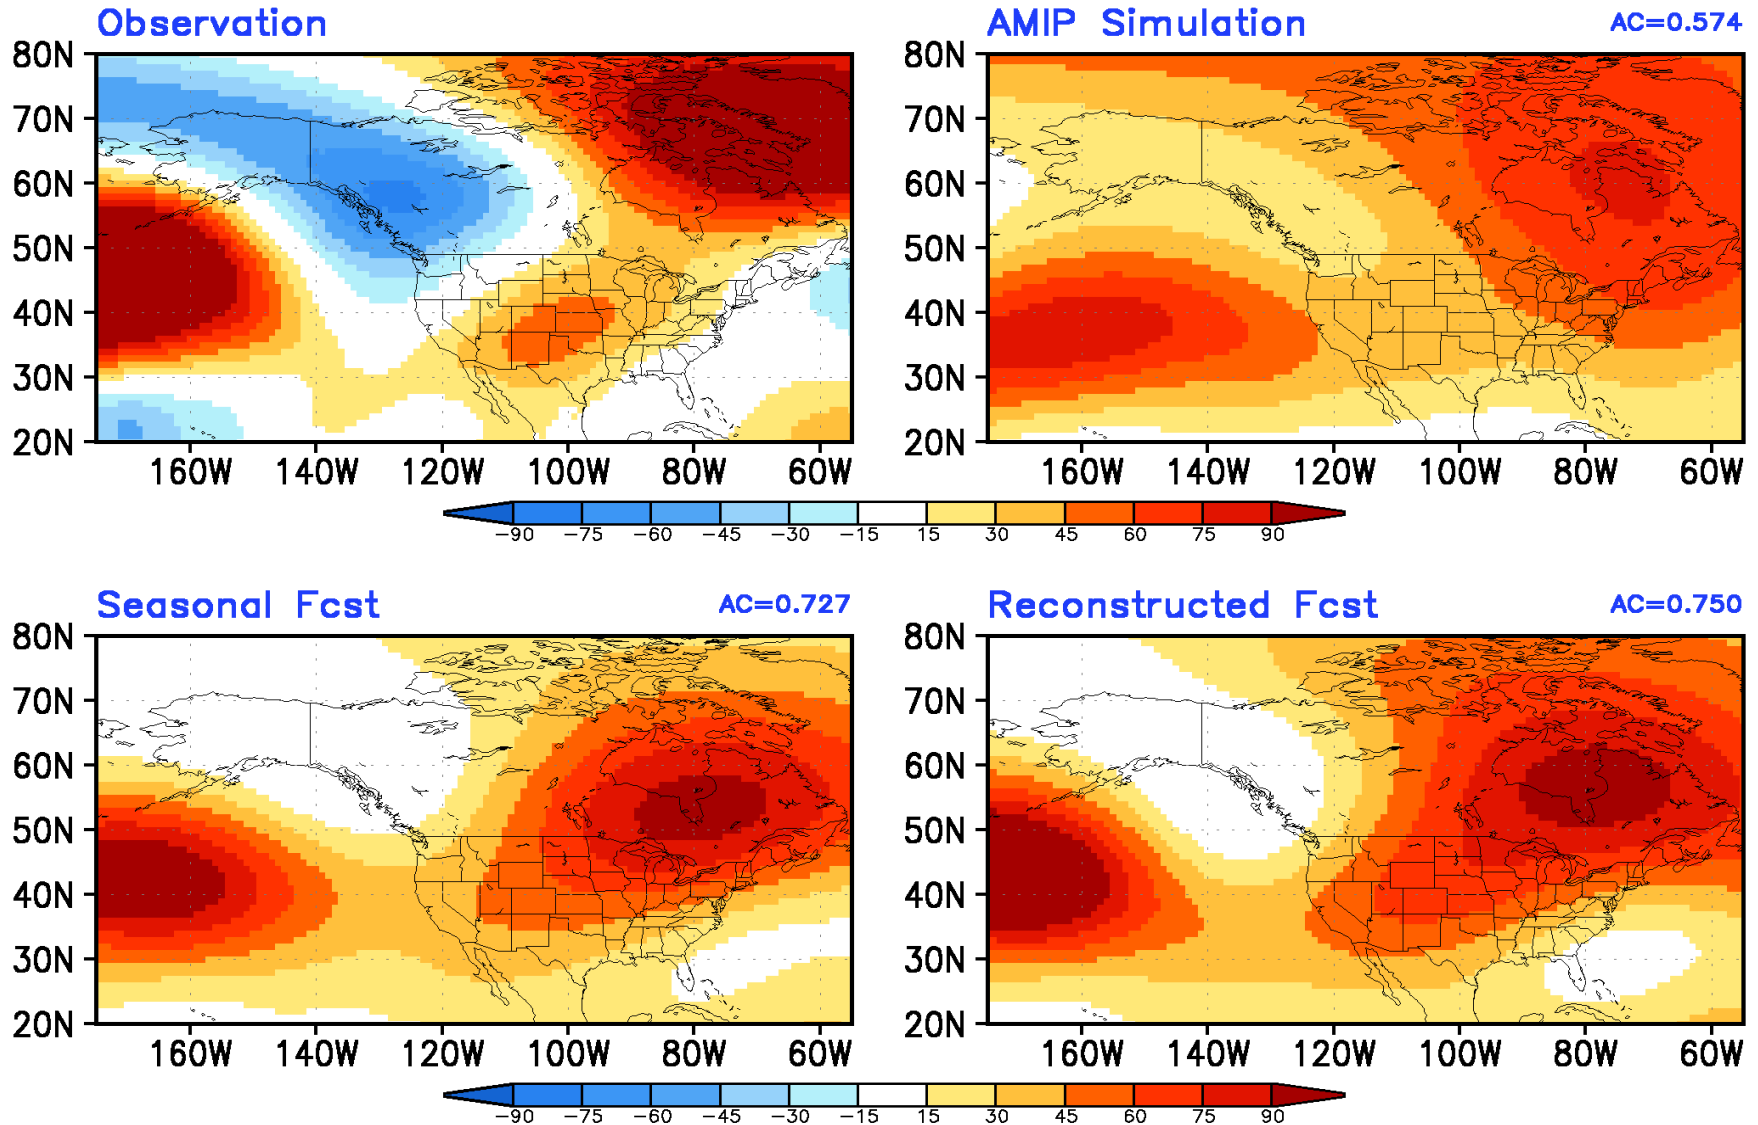 Observation
AMIP Simulation AC=0.574
80N
70N
60N
50N
40N
30N
20N
160W 140W 120W 100W 80W 60W
80N
70N
60N
50N
40N
30N
20N
160W 140W 120W 100W 80W 60W
-90 -75 -60 -45 -30 -15 15 30 45 60 75 90
Seasonal Fcst AC=0.727
Reconstructed Fcst AC=0.750
80N
70N
60N
50N
40N
30N
20N
160W 140W 120W 100W 80W 60W
80N
70N
60N
50N
40N
30N
20N
160W 140W 120W 100W 80W 60W
-90 -75 -60 -45 -30 -15 15 30 45 60 75 90